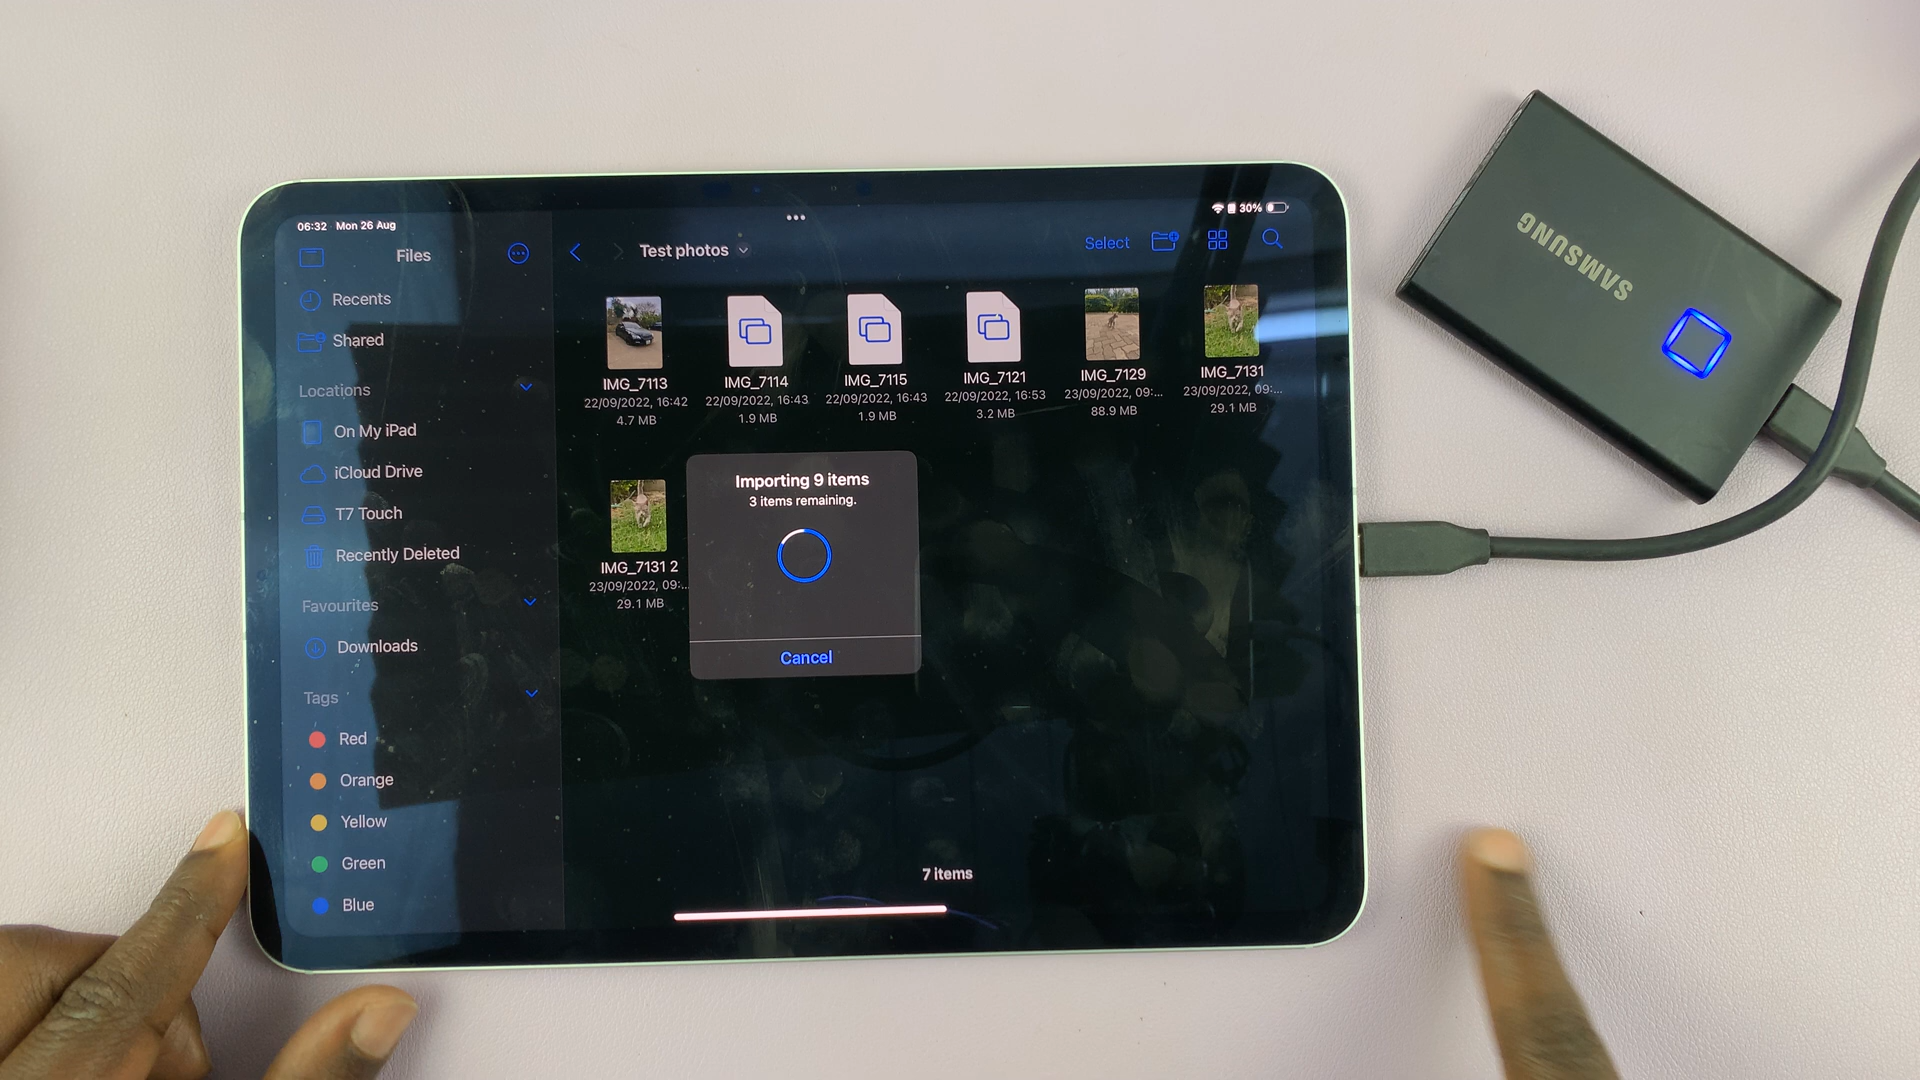 06:32 Mon 26 Aug
30%
Files
Test photos
Select
Recents
Shared
Locations
On My iPad
iCloud Drive
T7 Touch
Recently Deleted
Favourites
Downloads
Tags
Red
Orange
Yellow
Green
Blue
IMG_7113
22/09/2022, 16:42
4.7 MB
IMG_7114
22/09/2022, 16:43
1.9 MB
IMG_7115
22/09/2022, 16:43
1.9 MB
IMG_7121
22/09/2022, 16:53
3.2 MB
IMG_7129
23/09/2022, 09:...
88.9 MB
IMG_7131
23/09/2022, 09:...
29.1 MB
IMG_7131 2
23/09/2022, 09:...
29.1 MB
Importing 9 items
3 items remaining.
Cancel
7 items
SAMSUNG